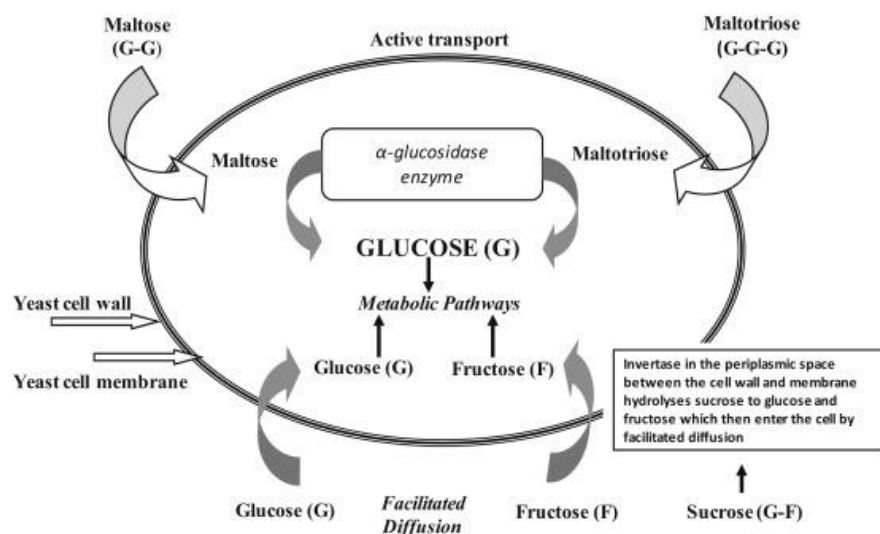 Maltose
(G-G)
Active transport
Maltotriose
(G-G-G)
Maltose
α-glucosidase
enzyme
Maltotriose
GLUCOSE (G)
Metabolic Pathways
Yeast cell wall
Yeast cell membrane
Glucose (G)
Fructose (F)
Invertase in the periplasmic space
between the cell wall and membrane
hydrolyses sucrose to glucose and
fructose which then enter the cell by
facilitated diffusion
Glucose (G)
Facilitated
Diffusion
Fructose (F)
Sucrose (G-F)